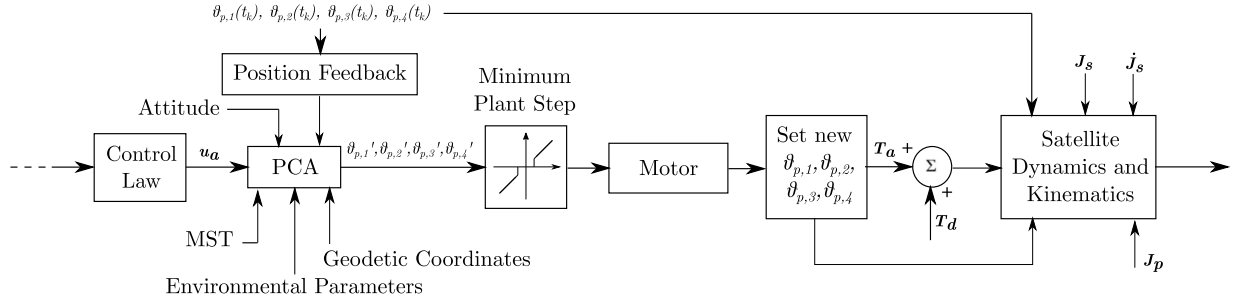 ϑp,1(tk), ϑp,2(tk), ϑp,3(tk), ϑp,4(tk)
Position Feedback
Attitude
Minimum
Plant Step
Control
Law
ua
PCA
ϑp,1′,ϑp,2′,ϑp,3′,ϑp,4′
Motor
Set new
ϑp,1,ϑp,2,
ϑp,3,ϑp,4
Ta +
Σ
+
Td
Js
J̇s
Satellite
Dynamics and
Kinematics
Jp
MST
Geodetic Coordinates
Environmental Parameters